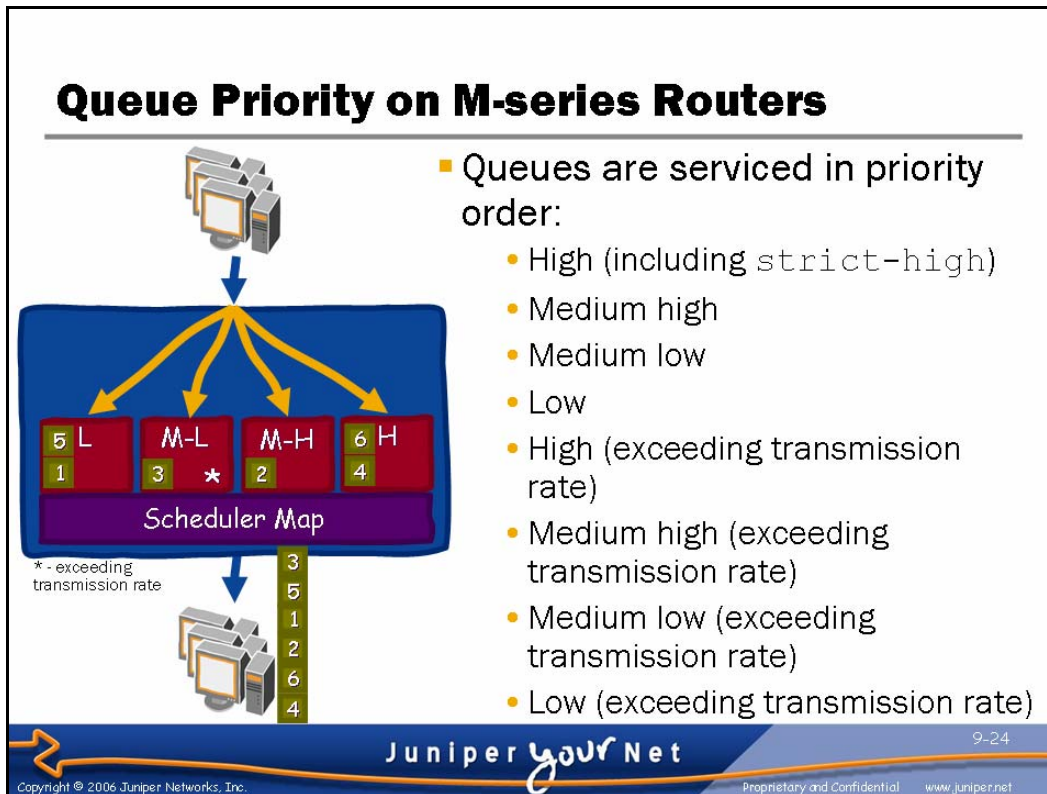 Queue Priority on M-series Routers
▪ Queues are serviced in priority
order:
• High (including strict-high)
• Medium high
• Medium low
• Low
• High (exceeding transmission
rate)
• Medium high (exceeding
transmission rate)
• Medium low (exceeding
transmission rate)
• Low (exceeding transmission rate)
5 L M-L M-H 6 H
1 3 * 2 4
Scheduler Map
* - exceeding
transmission rate
3
5
1
2
6
4
Juniper your Net
9-24
Copyright © 2006 Juniper Networks, Inc.
Proprietary and Confidential www.juniper.net